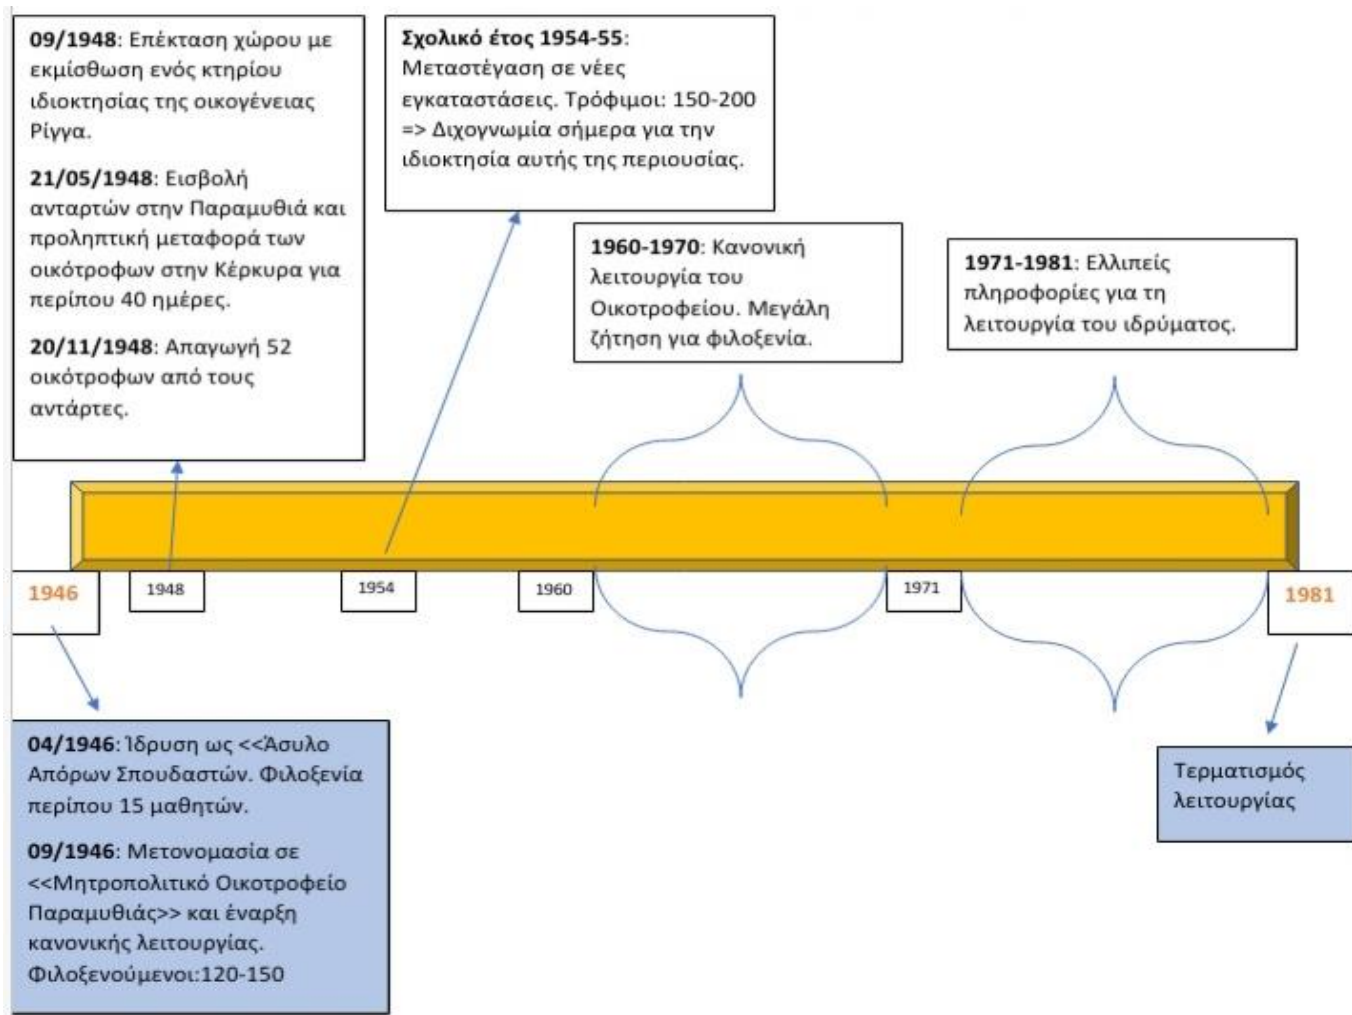 09/1948: Επέκταση χώρου με
εκμίσθωση ενός κτηρίου
ιδιοκτησίας της οικογένειας
Ρίγγα.
21/05/1948: Εισβολή
ανταρτών στην Παραμυθιά και
προληπτική μεταφορά των
οικότροφων στην Κέρκυρα για
περίπου 40 ημέρες.
20/11/1948: Απαγωγή 52
οικότροφων από τους
αντάρτες.
Σχολικό έτος 1954-55:
Μεταστέγαση σε νέες
εγκαταστάσεις. Τρόφιμοι: 150-200
=> Διχογνωμία σήμερα για την
ιδιοκτησία αυτής της περιουσίας.
1960-1970: Κανονική
λειτουργία του
Οικοτροφείου. Μεγάλη
ζήτηση για φιλοξενία.
1971-1981: Ελλιπείς
πληροφορίες για τη
λειτουργία του ιδρύματος.
1946
1948
1954
1960
1971
1981
04/1946: Ίδρυση ως <<Άσυλο
Απόρων Σπουδαστών. Φιλοξενία
περίπου 15 μαθητών.
09/1946: Μετονομασία σε
<<Μητροπολιτικό Οικοτροφείο
Παραμυθιάς>> και έναρξη
κανονικής λειτουργίας.
Φιλοξενούμενοι:120-150
Τερματισμός
λειτουργίας